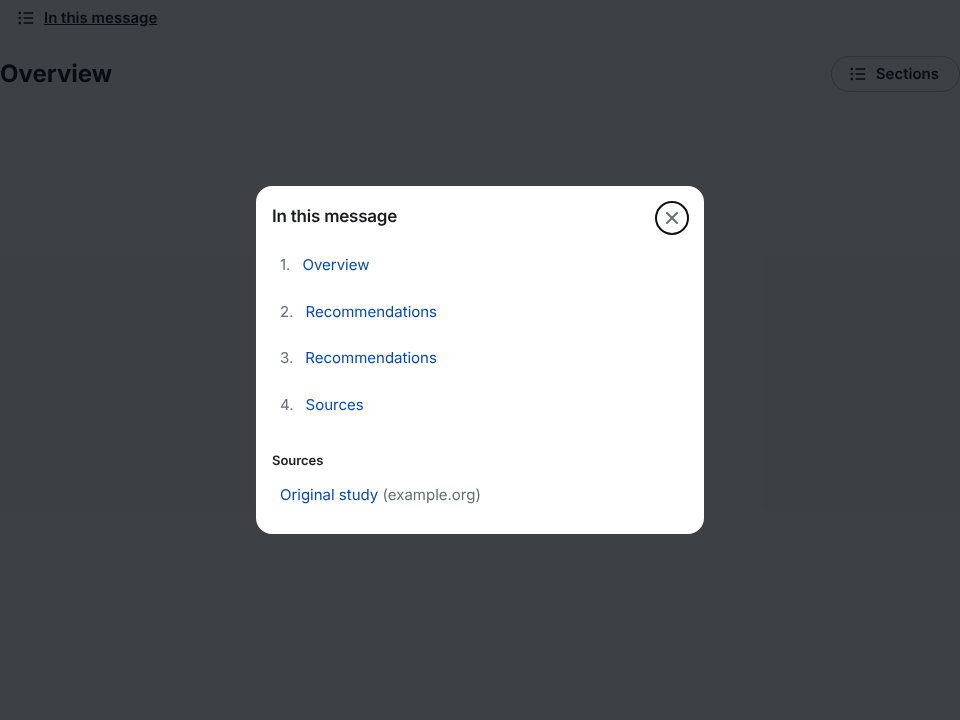 In this message
Overview
Sections
In this message
1. Overview
2. Recommendations
3. Recommendations
4. Sources
Sources
Original study (example.org)